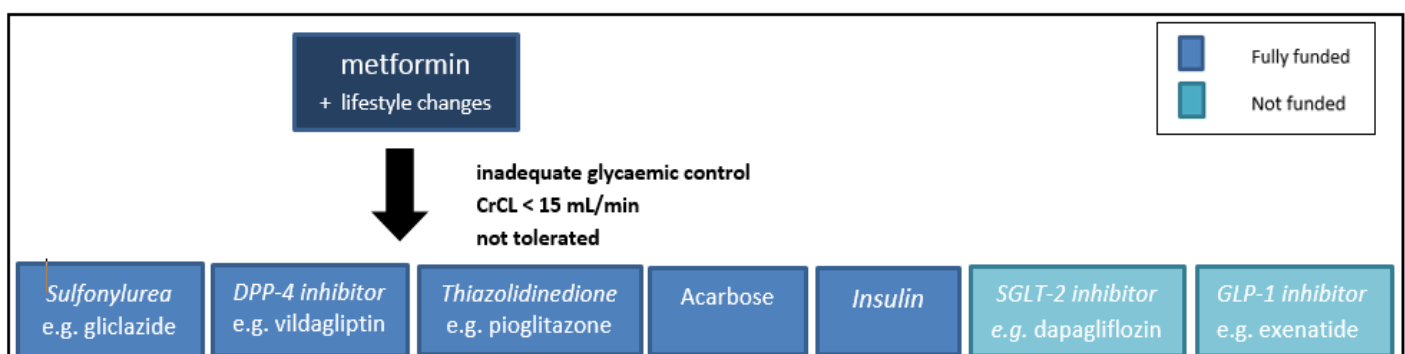 metformin
+ lifestyle changes
Fully funded
Not funded
inadequate glycaemic control
CrCL < 15 mL/min
not tolerated
Sulfonylurea
e.g. gliclazide
DPP-4 inhibitor
e.g. vildagliptin
Thiazolidinedione
e.g. pioglitazone
Acarbose
Insulin
SGLT-2 inhibitor
e.g. dapagliflozin
GLP-1 inhibitor
e.g. exenatide